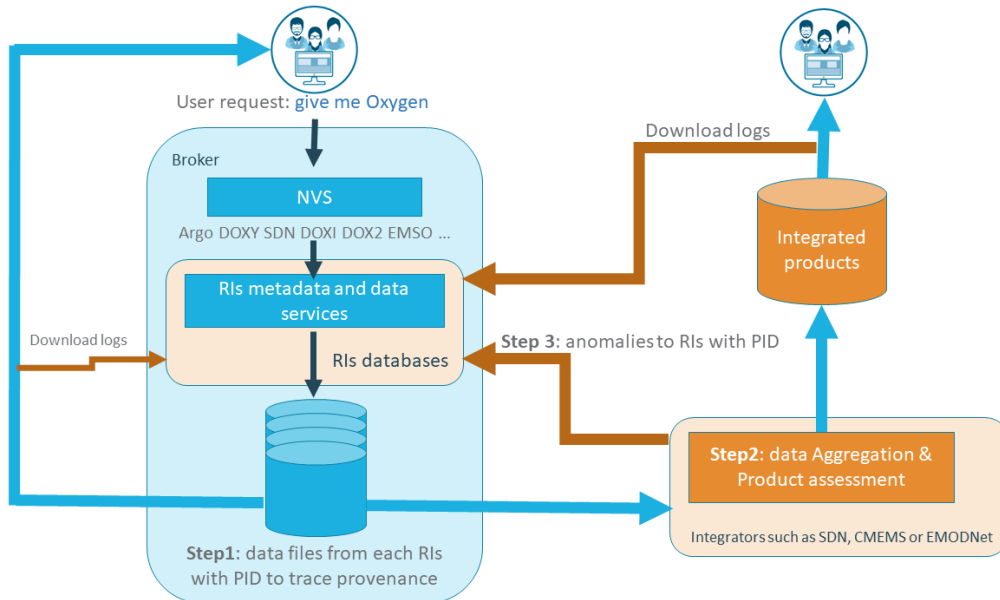 User request: give me Oxygen
Broker
NVS
Argo DOXY SDN DOXI DOX2 EMSO ...
RIs metadata and data
services
RIs databases
Download logs
Step1: data files from each RIs
with PID to trace provenance
Download logs
Integrated
products
Step 3: anomalies to RIs with PID
Step2: data Aggregation &
Product assessment
Integrators such as SDN, CMEMS or EMODNet